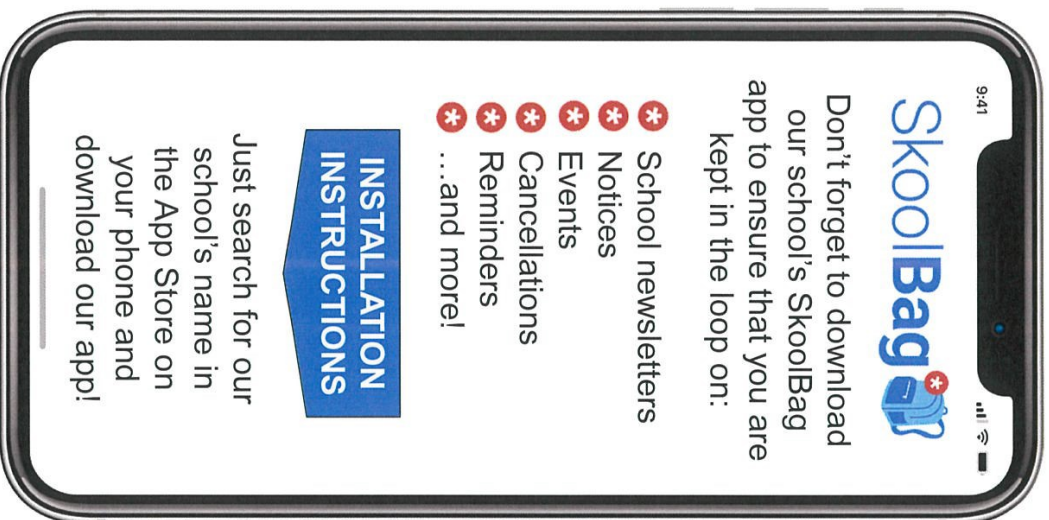 9:41
SkoolBag
Don't forget to download
our school's SkoolBag
app to ensure that you are
kept in the loop on:
School newsletters
Notices
Events
Cancellations
Reminders
…and more!
INSTALLATION
INSTRUCTIONS
Just search for our
school's name in
the App Store on
your phone and
download our app!